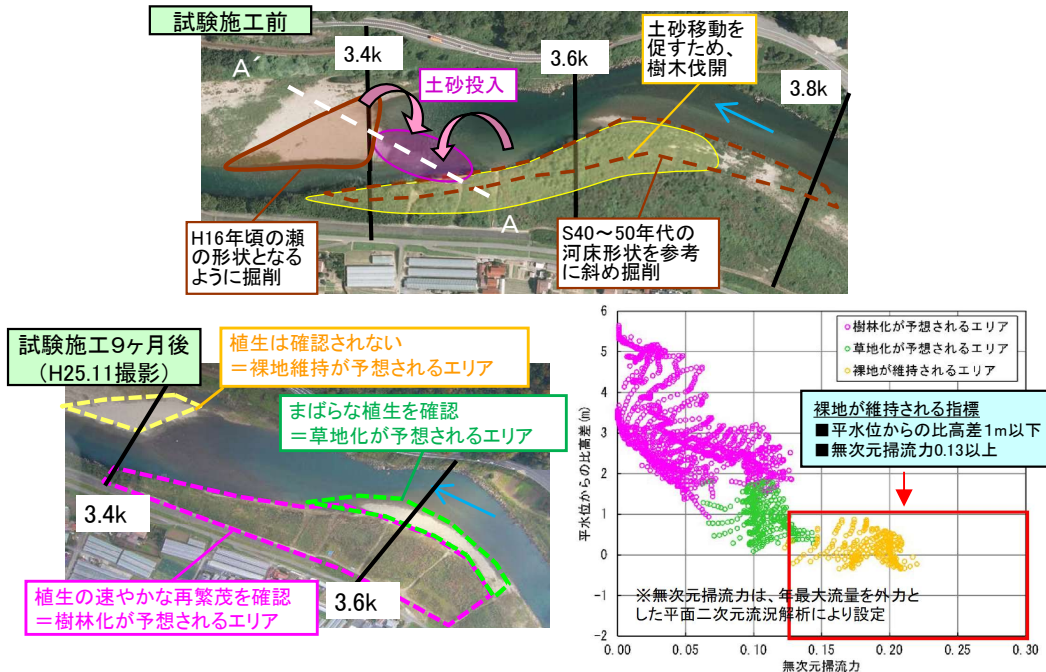 試験施工前
3.4k
3.6k
3.8k
A´
A
土砂投入
土砂移動を
促すため、
樹木伐開
H16年頃の瀬
の形状となる
ように掘削
S40～50年代の
河床形状を参考
に斜め掘削
試験施工9ヶ月後
（H25.11撮影）
植生は確認されない
＝裸地維持が予想されるエリア
まばらな植生を確認
＝草地化が予想されるエリア
3.4k
3.6k
植生の速やかな再繁茂を確認
＝樹林化が予想されるエリア
平水位からの比高差(m)
6
5
4
3
2
1
0
-1
-2
樹林化が予想されるエリア
草地化が予想されるエリア
裸地が維持されるエリア
裸地が維持される指標
■平水位からの比高差1m以下
■無次元掃流力0.13以上
※無次元掃流力は、年最大流量を外力と
した平面二次元流況解析により設定
0.00 0.05 0.10 0.15 0.20 0.25 0.30
無次元掃流力